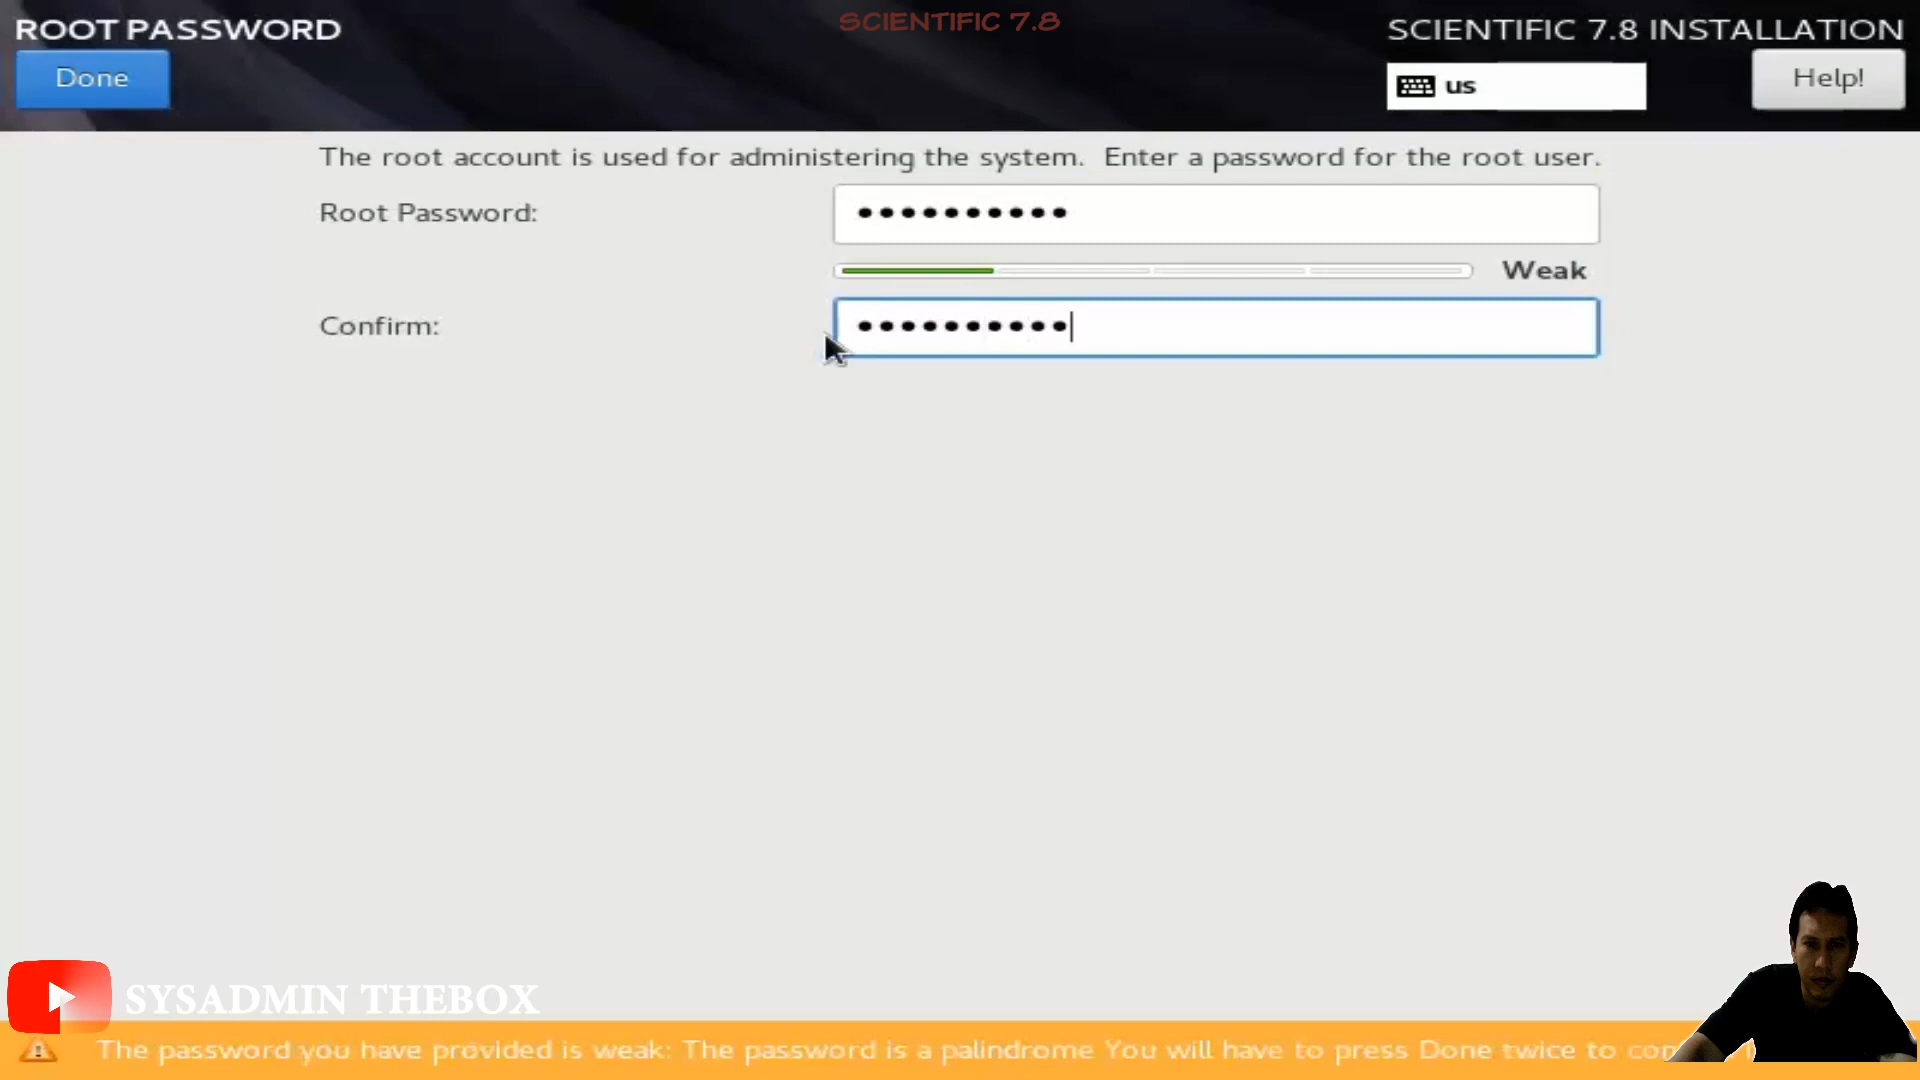 ROOT PASSWORD
SCIENTIFIC 7.8
SCIENTIFIC 7.8 INSTALLATION
Done
us
Help!
The root account is used for administering the system. Enter a password for the root user.
Root Password:
Weak
Confirm:
SYSADMIN THEBOX
The password you have provided is weak: The password is a palindrome You will have to press Done twice to